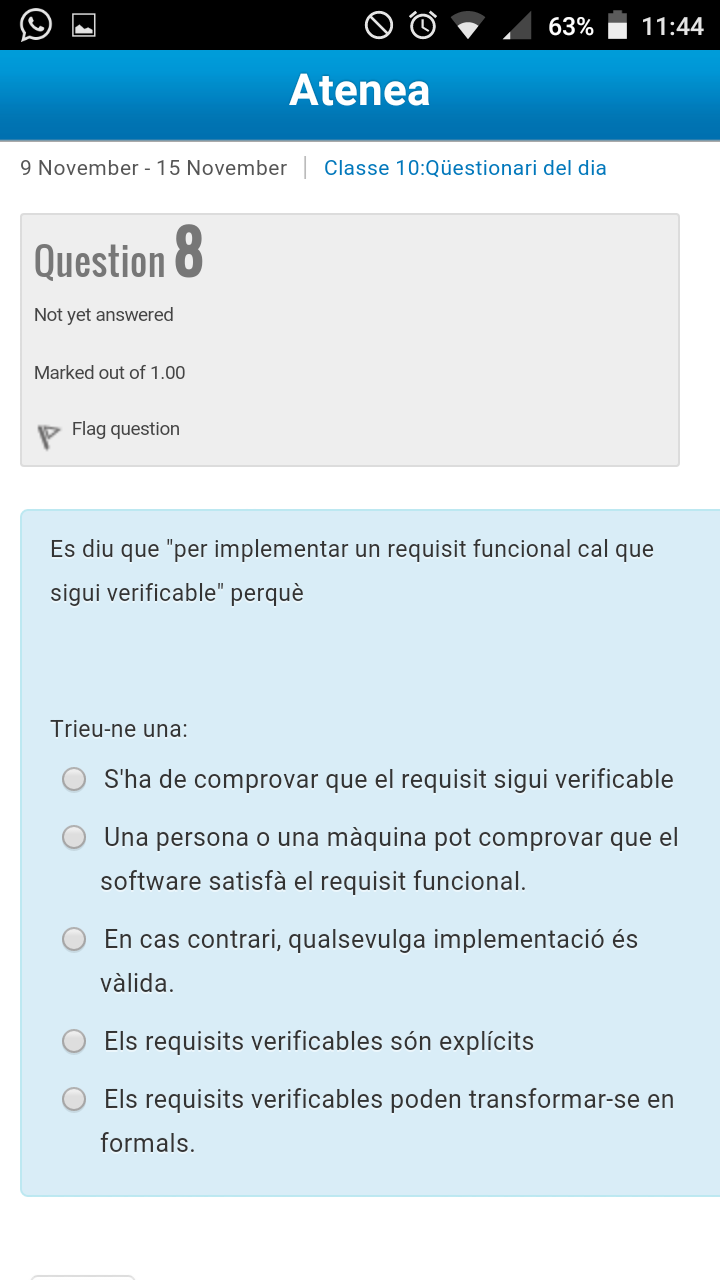 63% 11:44
Atenea
9 November - 15 November Classe 10:Qüestionari del dia
Question 8
Not yet answered
Marked out of 1.00
Flag question
Es diu que "per implementar un requisit funcional cal que
sigui verificable" perquè
Trieu-ne una:
S'ha de comprovar que el requisit sigui verificable
Una persona o una màquina pot comprovar que el
software satisfà el requisit funcional.
En cas contrari, qualsevulga implementació és
vàlida.
Els requisits verificables són explícits
Els requisits verificables poden transformar-se en
formals.